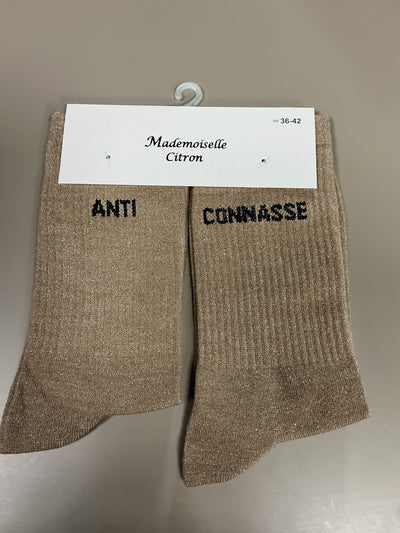 36-42
Mademoiselle
Citron
ANTI
CONNASSE